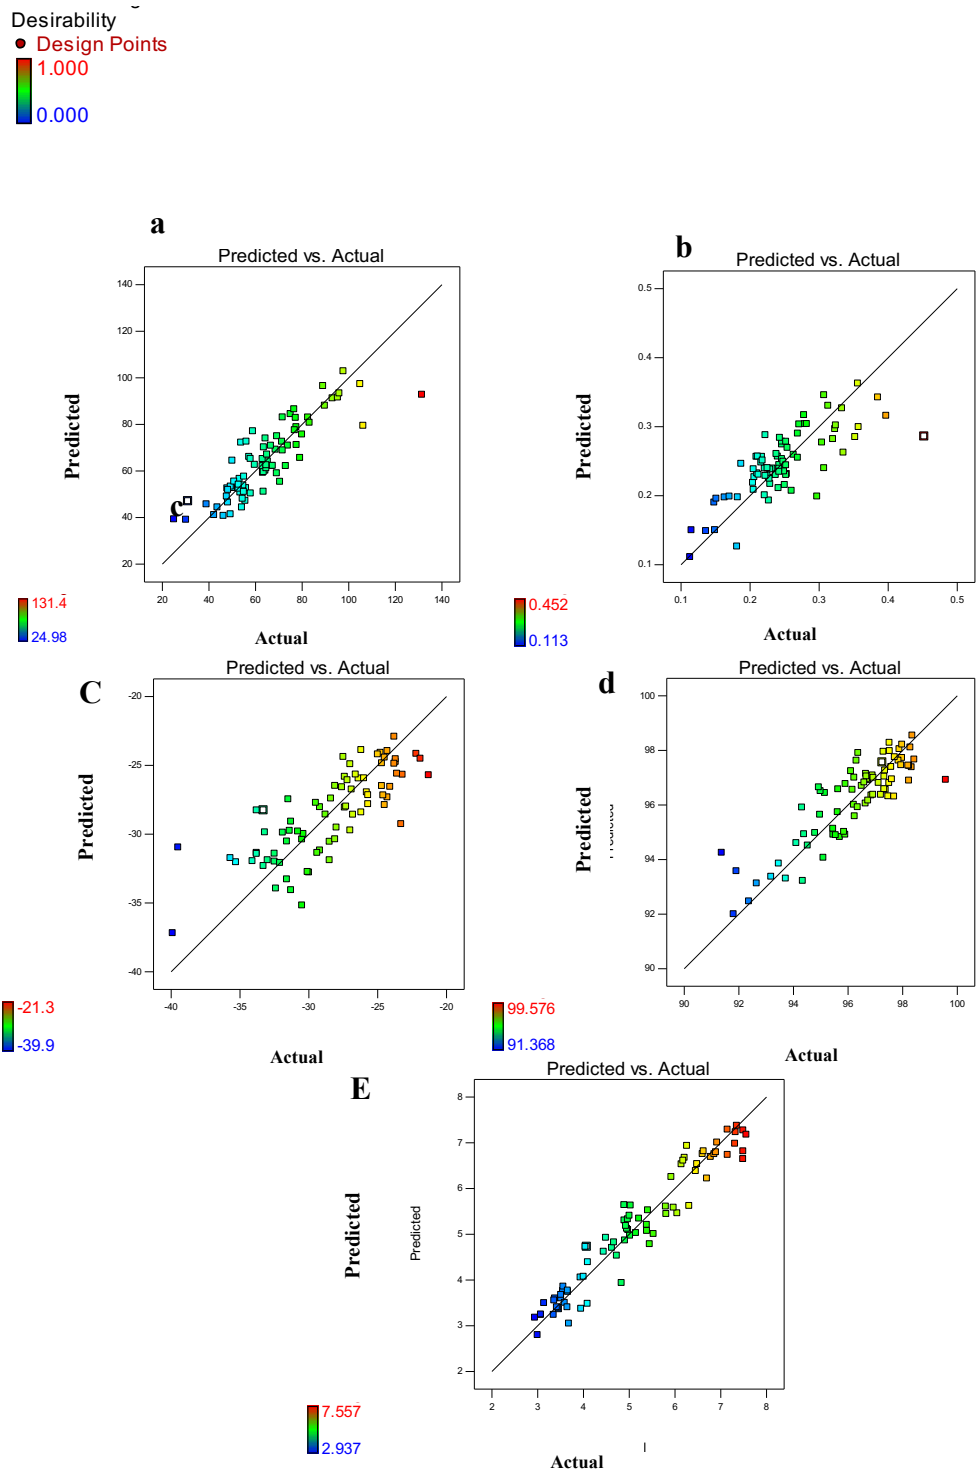 Desirability
Design Points
1.000
0.000
a
Predicted vs. Actual
140
120
100
80
60
40
20
20 40 60 80 100 120 140
Predicted
c
131.4
24.98
Actual
b
Predicted vs. Actual
0.5
0.4
0.3
0.2
0.1
0.1 0.2 0.3 0.4 0.5
Predicted
0.452
0.113
Actual
C
Predicted vs. Actual
-20
-25
-30
-35
-40
-40 -35 -30 -25 -20
Predicted
-21.3
-39.9
Actual
d
Predicted vs. Actual
100
98
96
94
92
90
90 92 94 96 98 100
Predicted
Predicted
99.576
91.368
Actual
E
Predicted vs. Actual
8
7
6
5
4
3
2
2 3 4 5 6 7 8
Predicted
Predicted
7.557
2.937
Actual